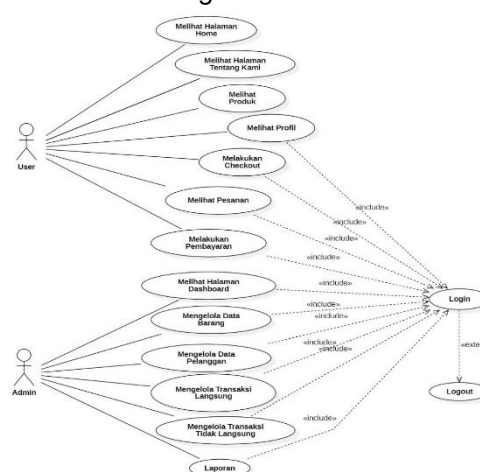 Melihat Halaman
Home
Melihat Halaman
Tentang Kami
Melihat
Produk
Melihat Profil
User
Melakukan
Checkout
Melihat Pesanan
Melakukan
Pembayaran
«include»
«include»
«include»
«include»
Melihat Halaman
Dashboard
«include»
Mengelola Data
Barang
«include»
«include»
Login
Mengelola Data
Pelanggan
«include»
Admin
Mengelola Transaksi
Langsung
Logout
Mengelola Transaksi
Tidak Langsung
«include»
Laporan